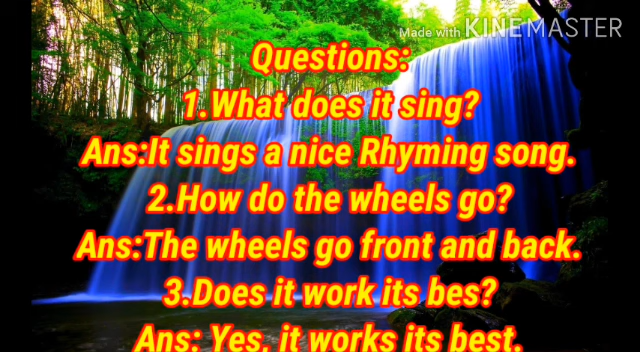 Made with KINEMASTER
Questions:
1.What does it sing?
Ans:It sings a nice Rhyming song.
2.How do the wheels go?
Ans:The wheels go front and back.
3.Does it work its bes?
Ans: Yes, it works its best.